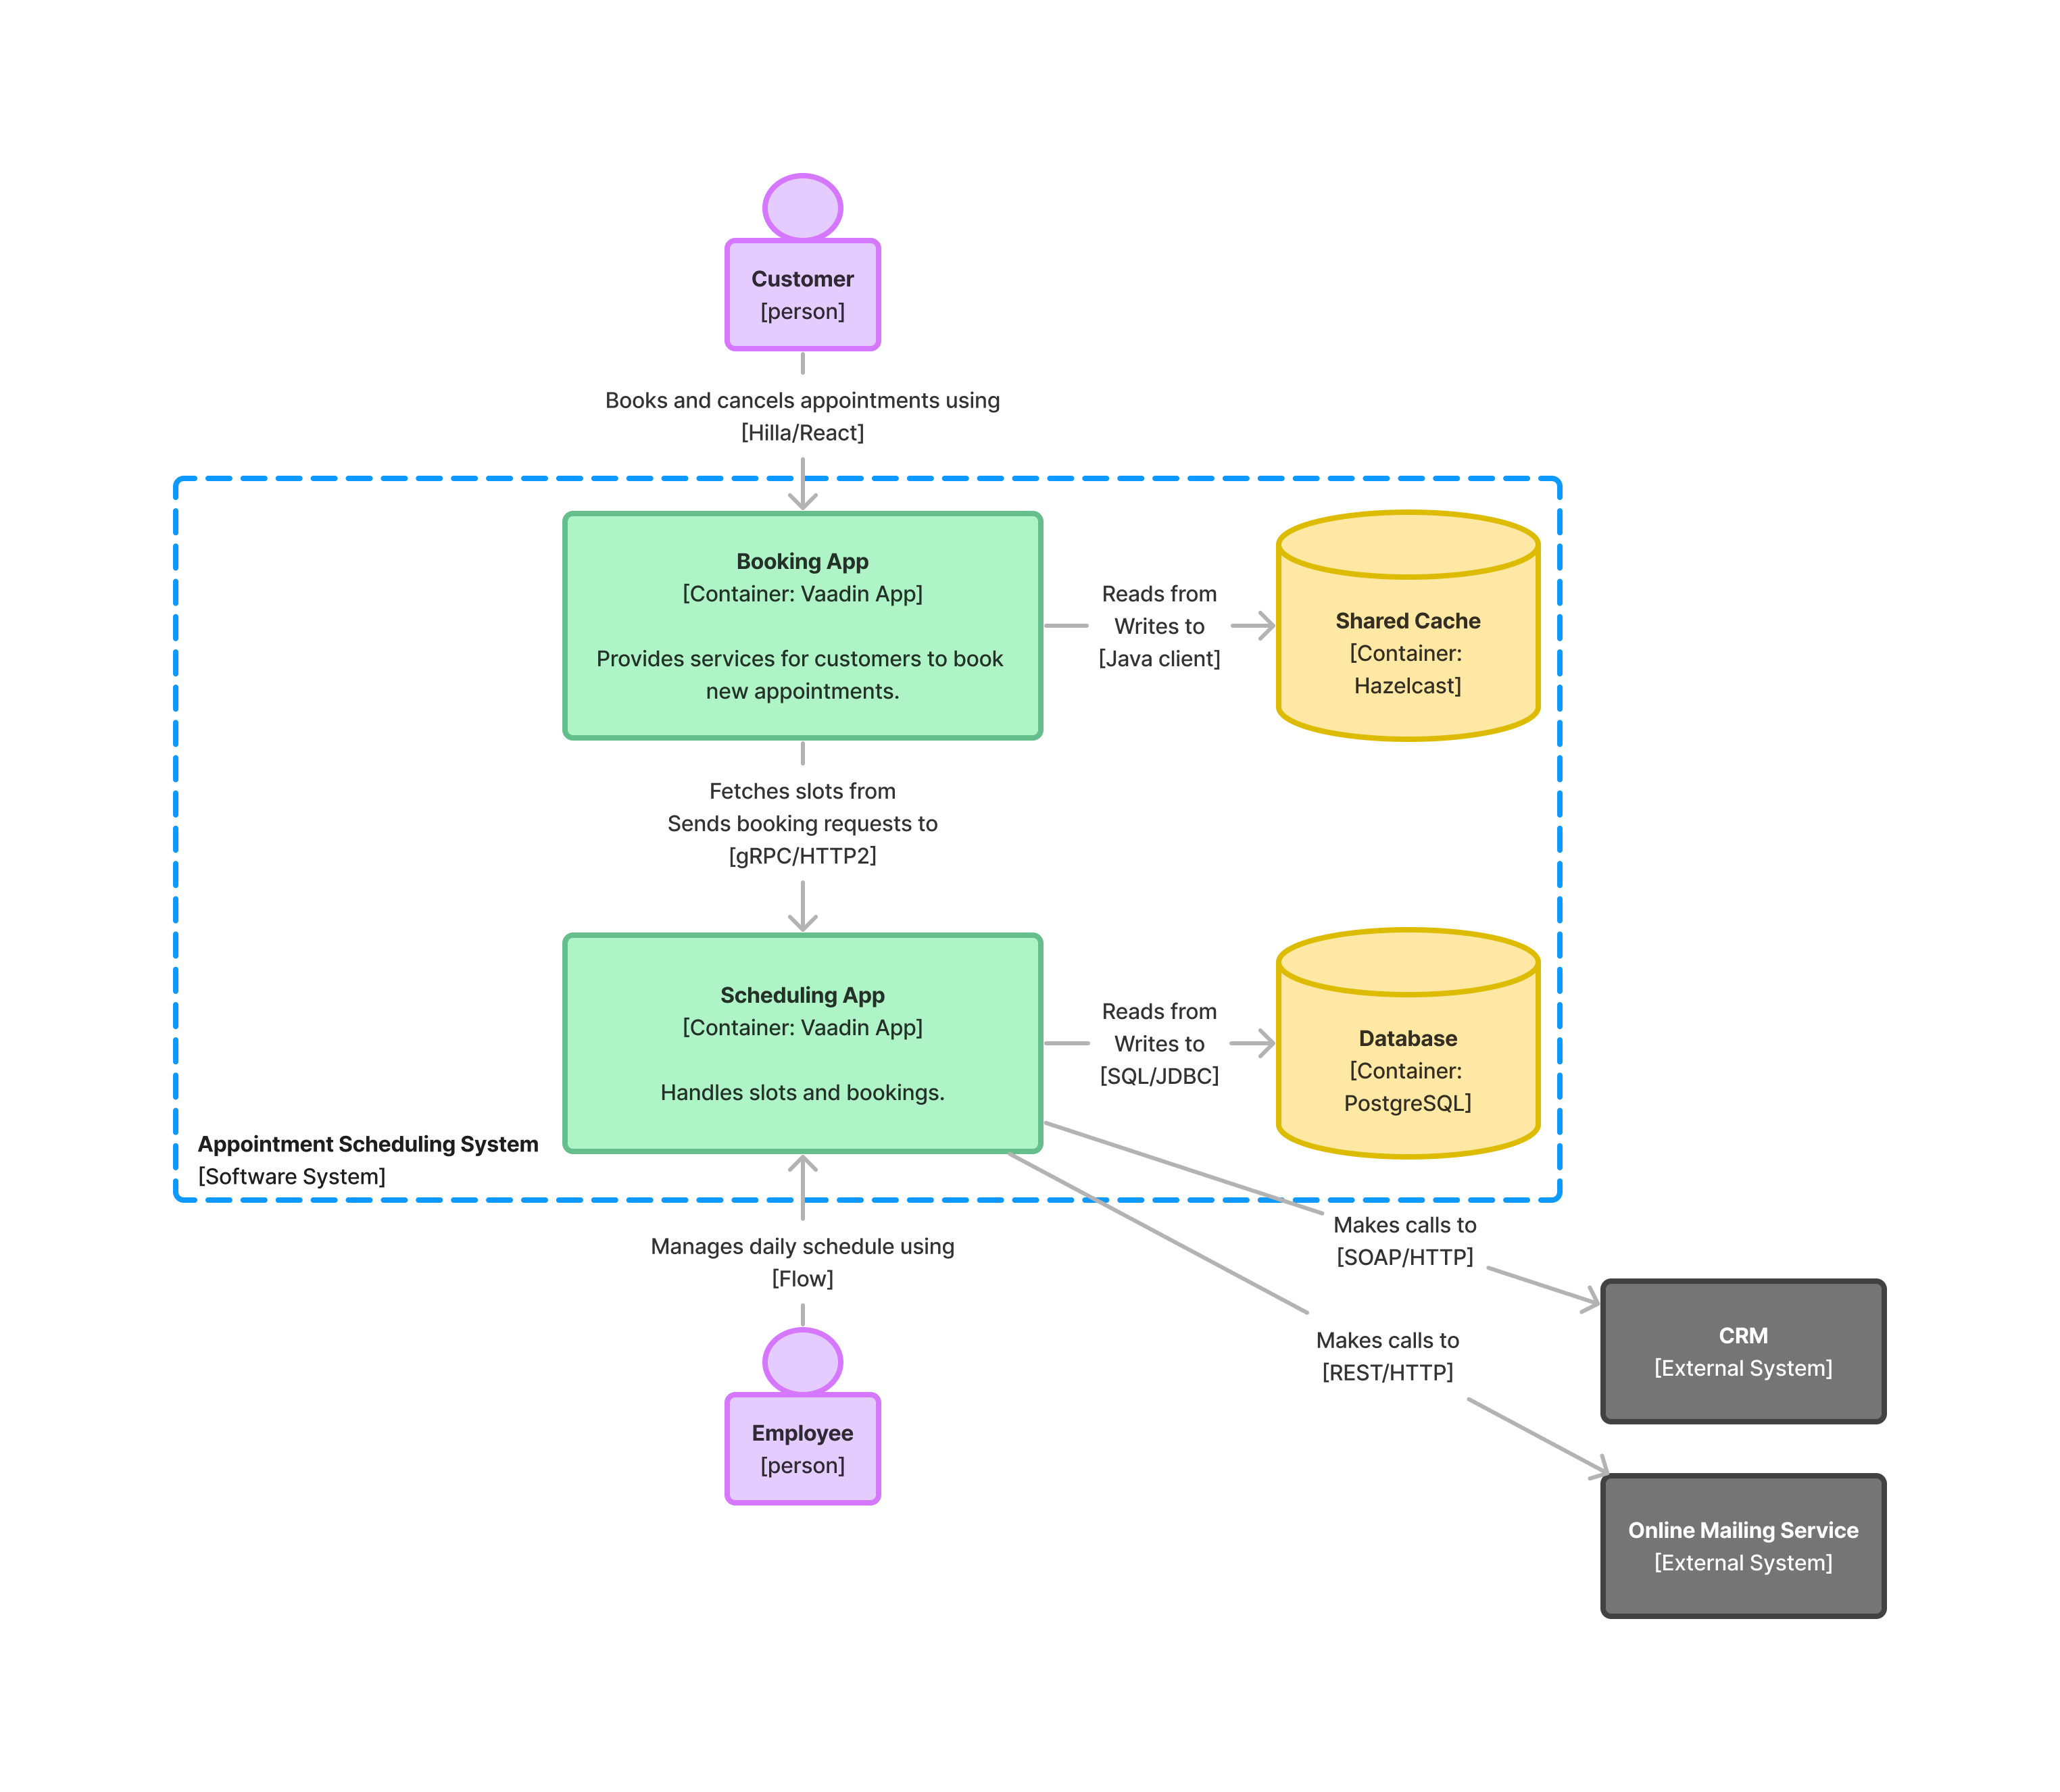 Customer
[person]
Books and cancels appointments using
[Hilla/React]
Booking App
[Container: Vaadin App]
Provides services for customers to book
new appointments.
Reads from
Writes to
[Java client]
Shared Cache
[Container:
Hazelcast]
Fetches slots from
Sends booking requests to
[gRPC/HTTP2]
Scheduling App
[Container: Vaadin App]
Handles slots and bookings.
Reads from
Writes to
[SQL/JDBC]
Database
[Container:
PostgreSQL]
Appointment Scheduling System
[Software System]
Manages daily schedule using
[Flow]
Makes calls to
[SOAP/HTTP]
Makes calls to
[REST/HTTP]
CRM
[External System]
Employee
[person]
Online Mailing Service
[External System]